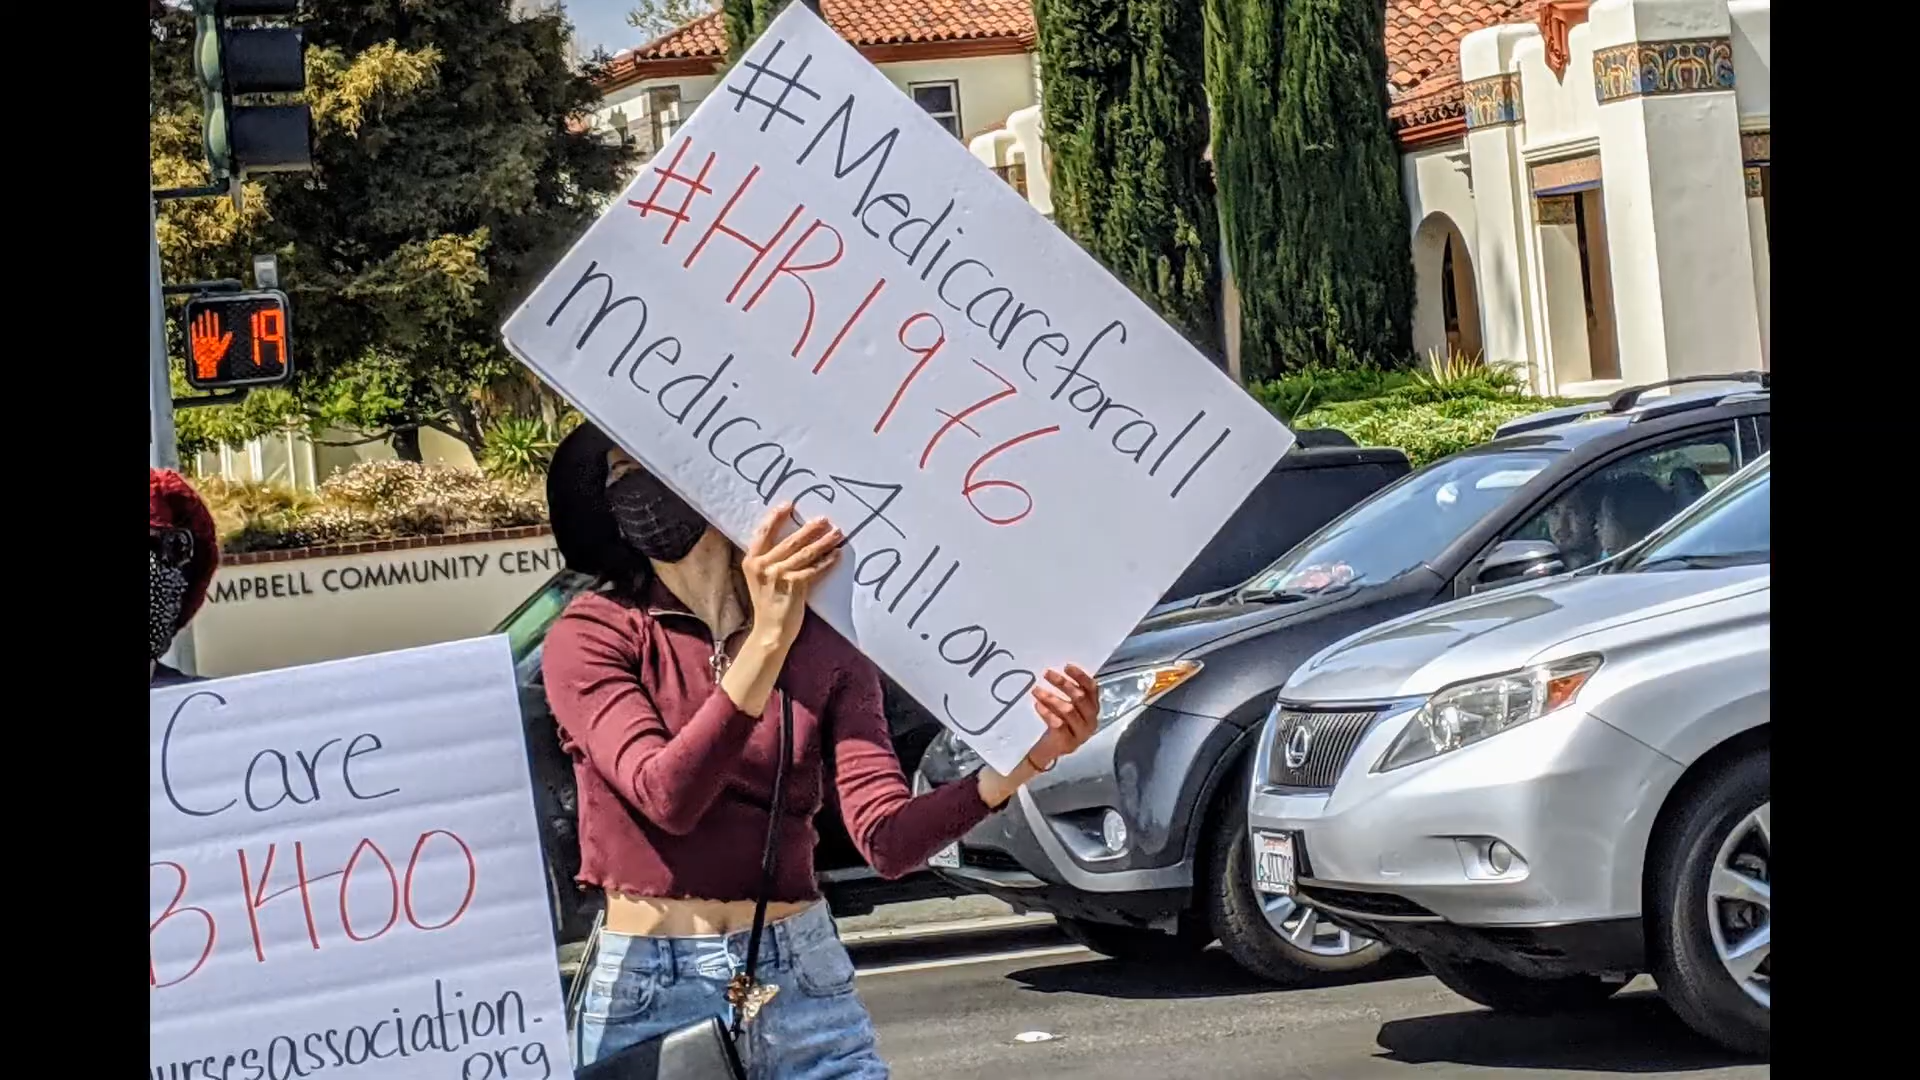 #Medicareforall
#HR1976
medicare4all.org
19
AMPBELL COMMUNITY CENT
Care
B1400
ursesassociation.
org